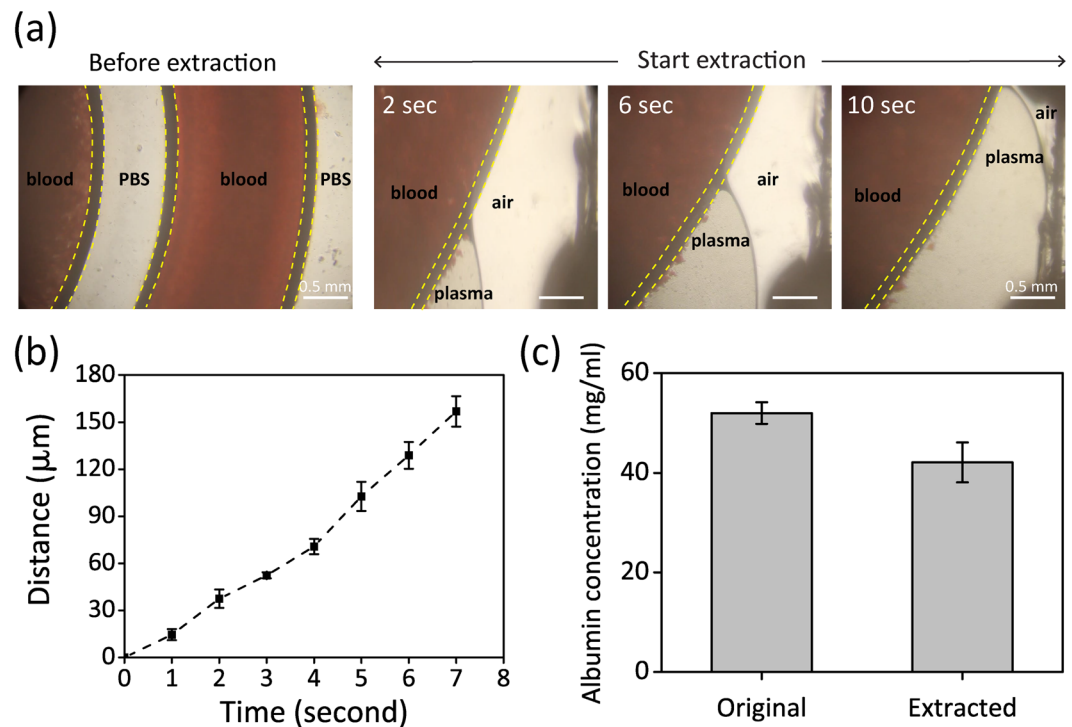 (a)
Before extraction
Start extraction
blood PBS blood PBS
0.5 mm
2 sec
blood
air
plasma
6 sec
blood
air
plasma
10 sec
air
plasma
blood
0.5 mm
(b)
Distance (μm)
180
150
120
90
60
30
0
0 1 2 3 4 5 6 7 8
Time (second)
(c)
Albumin concentration (mg/ml)
60
40
20
0
Original Extracted